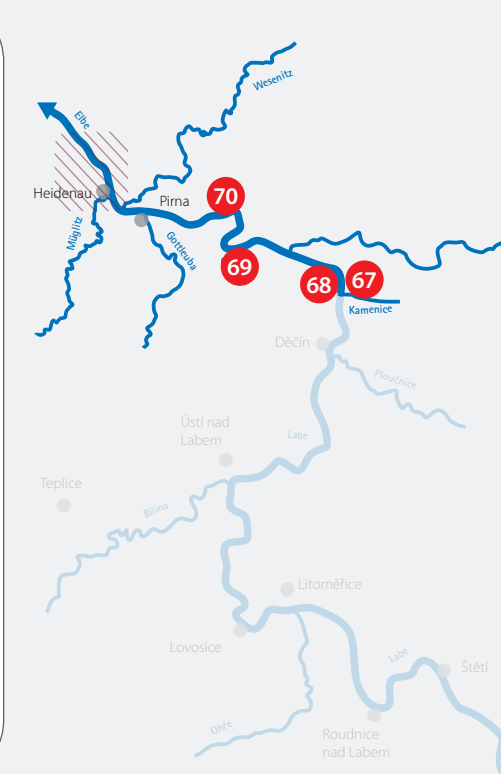 Wesenitz
Elbe
Heidenau
Pirna
70
Müglitz
Gottleuba
69
68
67
Kamenice
Děčín
Ploučnice
Ústí nad
Labem
Labe
Teplice
Bílina
Litoměřice
Lovosice
Labe
Štětí
Ohře
Roudnice
nad Labem